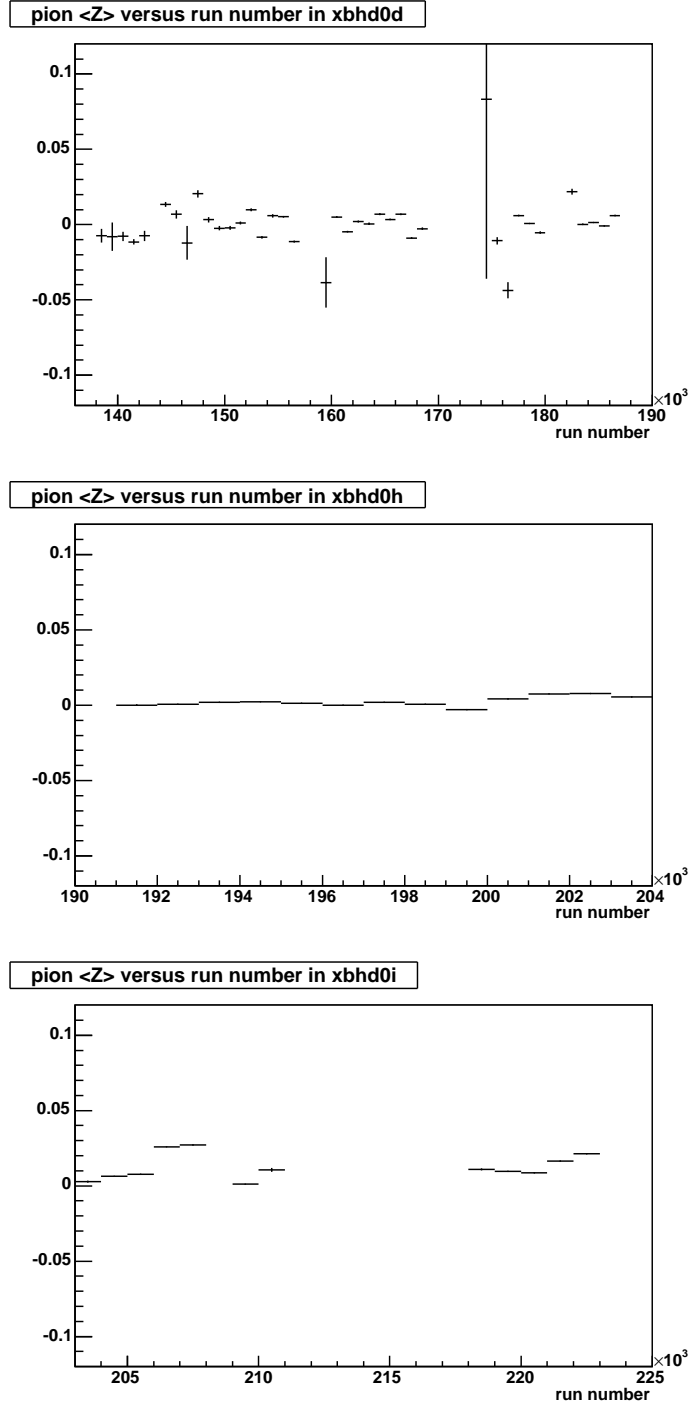 pion <Z> versus run number in xbhd0d
0.1
0.05
0
-0.05
-0.1
140 150 160 170 180 190
×10³
run number
pion <Z> versus run number in xbhd0h
0.1
0.05
0
-0.05
-0.1
190 192 194 196 198 200 202 204
×10³
run number
pion <Z> versus run number in xbhd0i
0.1
0.05
0
-0.05
-0.1
205 210 215 220 225
×10³
run number